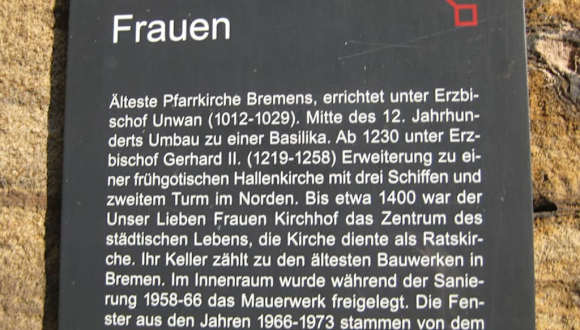 Frauen
Älteste Pfarrkirche Bremens, errichtet unter Erzbi-
schof Unwan (1012-1029). Mitte des 12. Jahrhun-
derts Umbau zu einer Basilika. Ab 1230 unter Erz-
bischof Gerhard II. (1219-1258) Erweiterung zu ei-
ner frühgotischen Hallenkirche mit drei Schiffen und
zweitem Turm im Norden. Bis etwa 1400 war der
Unser Lieben Frauen Kirchhof das Zentrum des
städtischen Lebens, die Kirche diente als Ratskir-
che. Ihr Keller zählt zu den ältesten Bauwerken in
Bremen. Im Innenraum wurde während der Sanie-
rung 1958-66 das Mauerwerk freigelegt. Die Fen-
ster aus den Jahren 1966-1973 stammen von dem